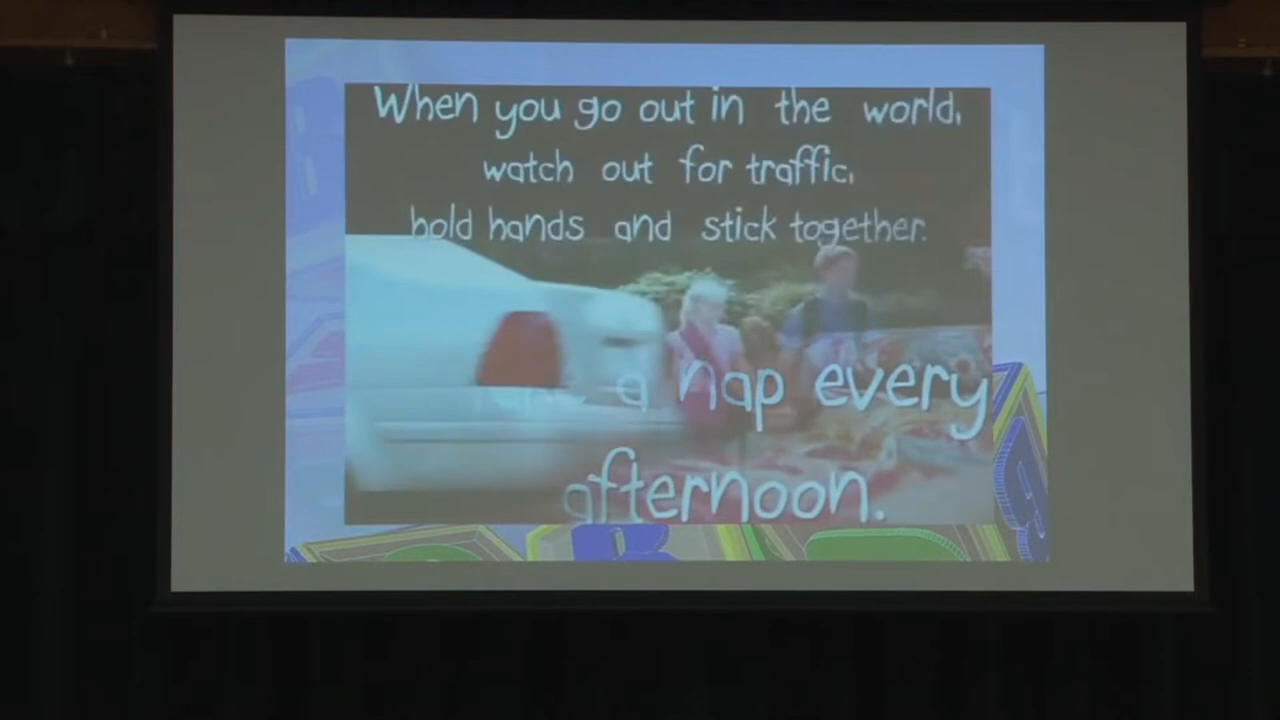 When you go out in the world,
watch out for traffic,
hold hands and stick together.
a nap every
afternoon.
B
A